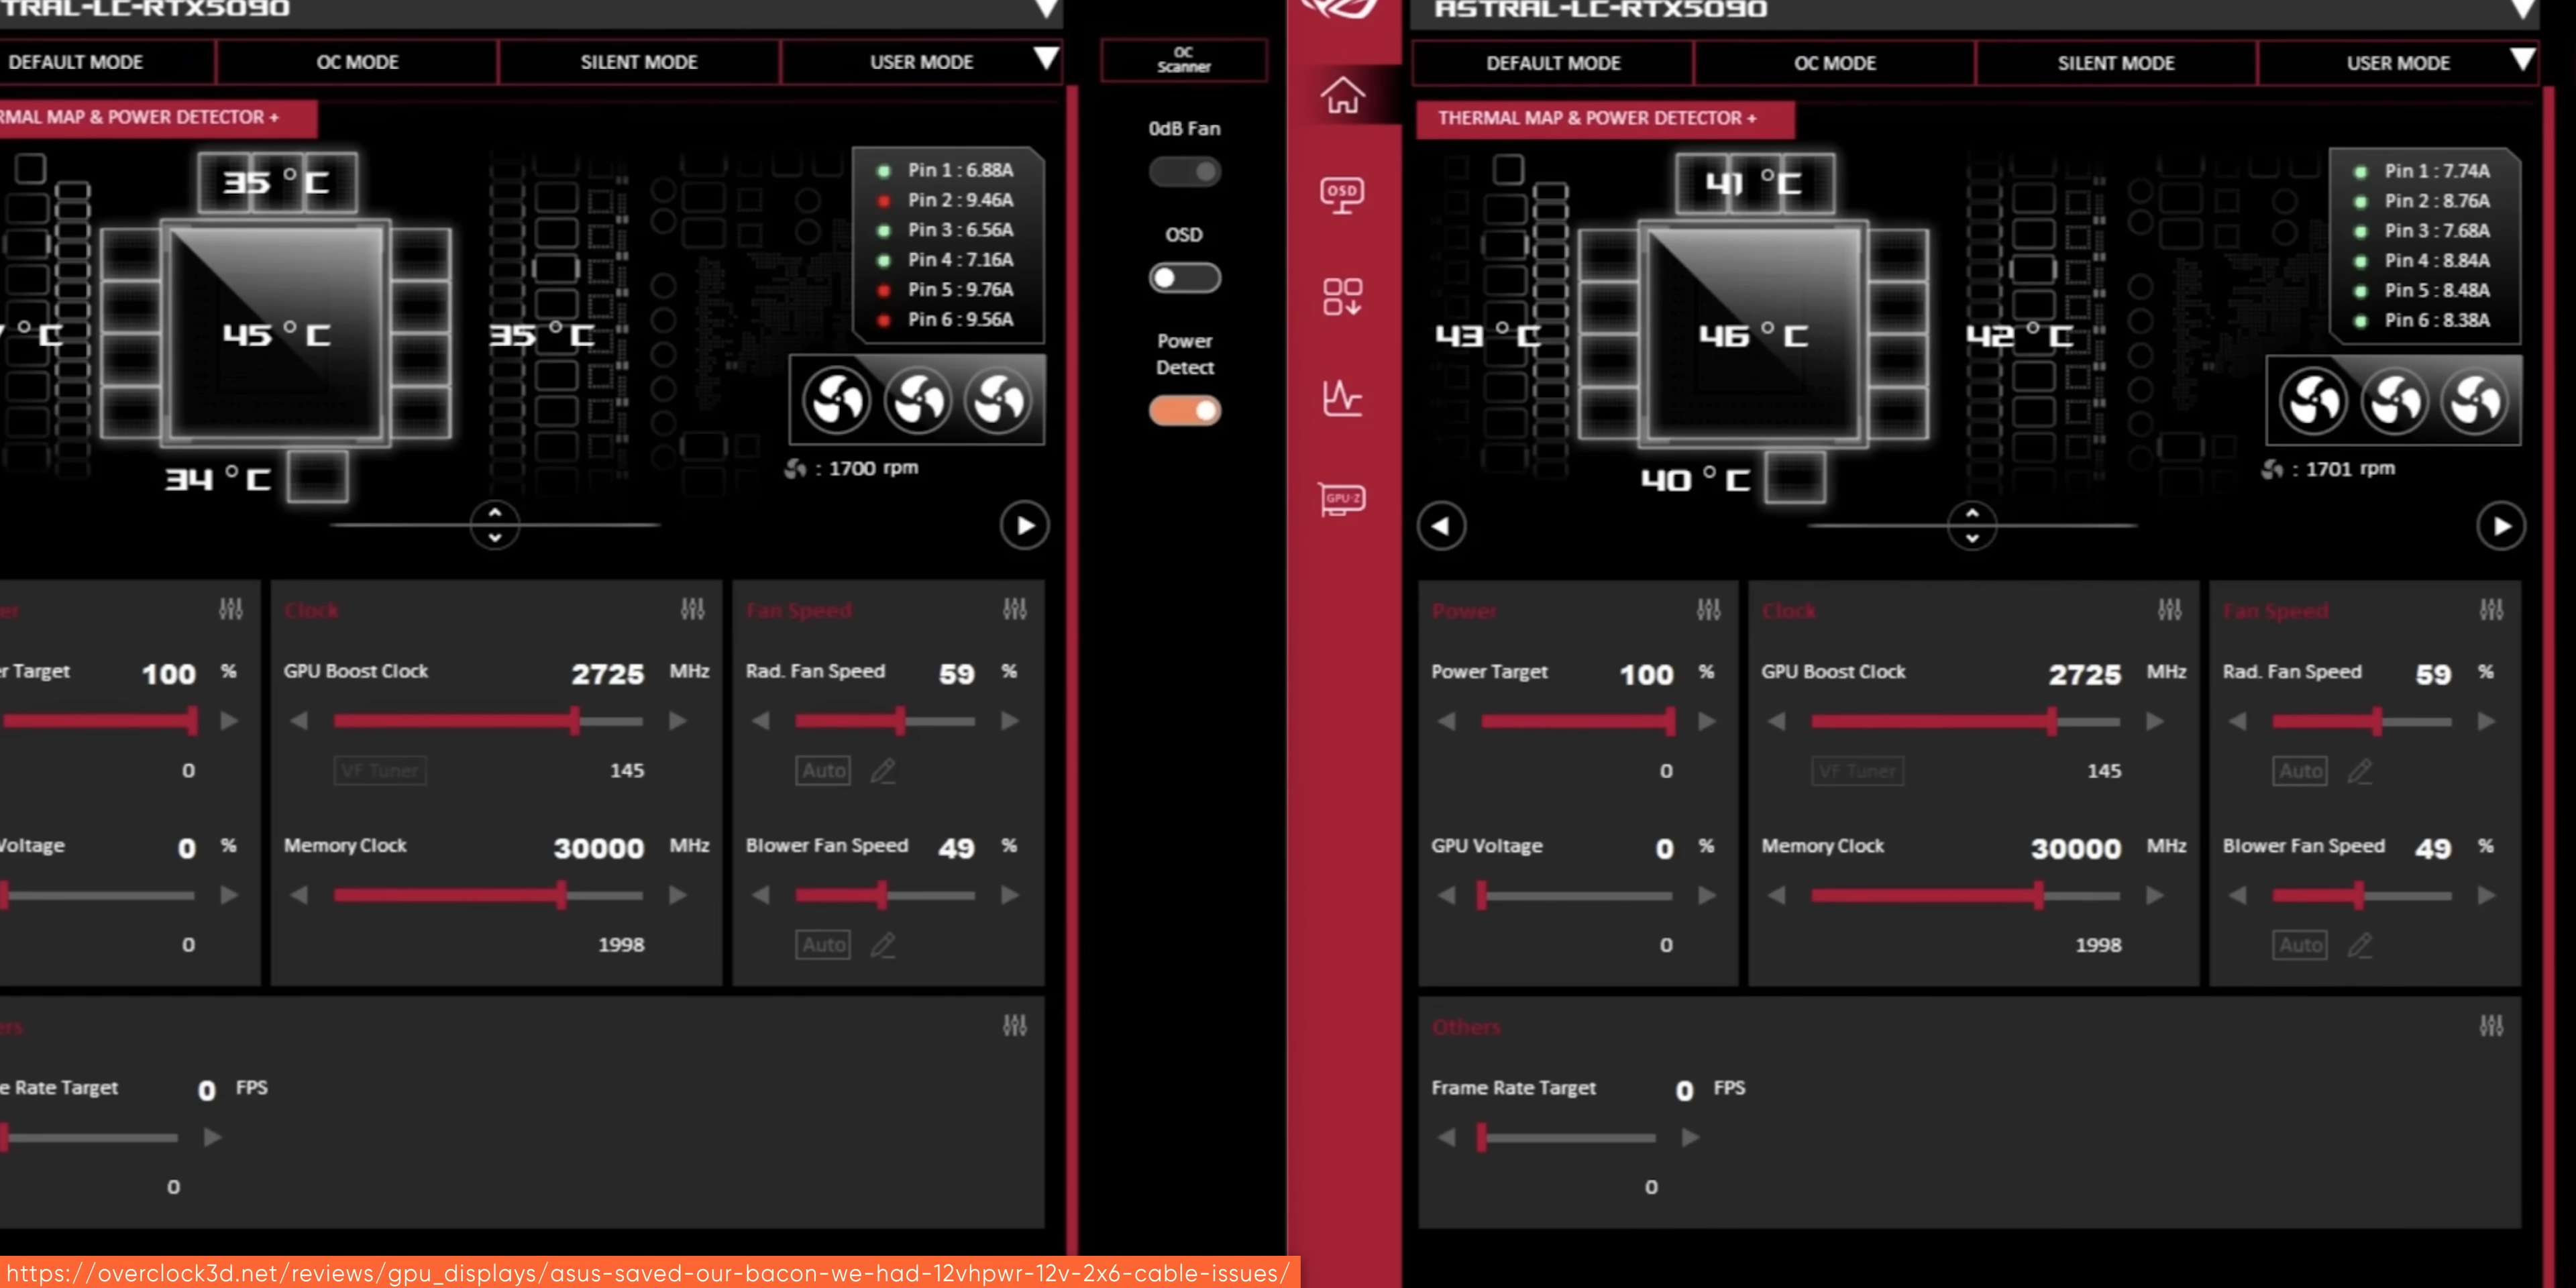 TRAL-LC-RTX5090
DEFAULT MODE
OC MODE
SILENT MODE
USER MODE
RMAL MAP & POWER DETECTOR +
35 °C
Pin 1 : 6.88A
Pin 2 : 9.46A
Pin 3 : 6.56A
Pin 4 : 7.16A
Pin 5 : 9.76A
Pin 6 : 9.56A
°C
45 °C
35 °C
34 °C
: 1700 rpm
er
r Target
100 %
0
Voltage
0 %
0
Clock
GPU Boost Clock
2725 MHz
VF Tuner
145
Memory Clock
30000 MHz
1998
Fan Speed
Rad. Fan Speed
59 %
Auto
Blower Fan Speed
49 %
Auto
ers
e Rate Target
0 FPS
0
OC
Scanner
0dB Fan
OSD
Power
Detect
OSD
GPU-Z
ASTRAL-LC-RTX5090
DEFAULT MODE
OC MODE
SILENT MODE
USER MODE
THERMAL MAP & POWER DETECTOR +
41 °C
Pin 1 : 7.74A
Pin 2 : 8.76A
Pin 3 : 7.68A
Pin 4 : 8.84A
Pin 5 : 8.48A
Pin 6 : 8.38A
43 °C
46 °C
42 °C
40 °C
: 1701 rpm
Power
Power Target
100 %
0
GPU Voltage
0 %
0
Clock
GPU Boost Clock
2725 MHz
VF Tuner
145
Memory Clock
30000 MHz
1998
Fan Speed
Rad. Fan Speed
59 %
Auto
Blower Fan Speed
49 %
Auto
Others
Frame Rate Target
0 FPS
0
https://overclock3d.net/reviews/gpu_displays/asus-saved-our-bacon-we-had-12vhpwr-12v-2x6-cable-issues/